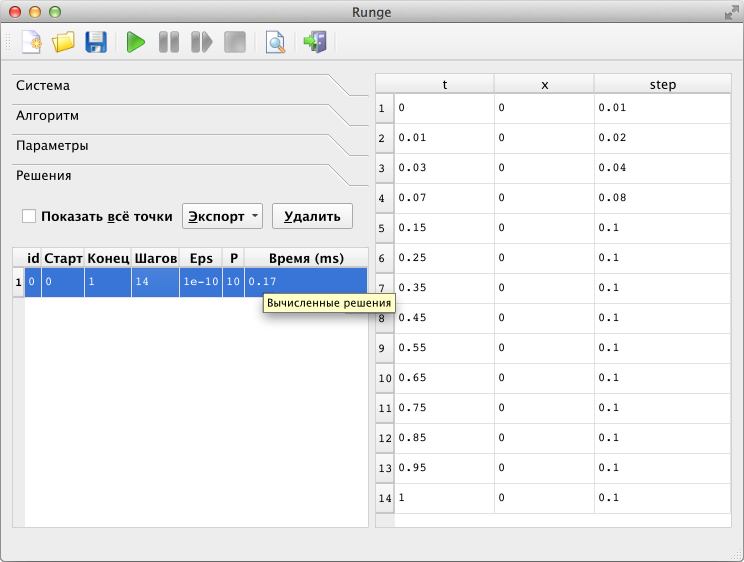 Runge
Система
Алгоритм
Параметры
Решения
Показать всё точки Экспорт Удалить
id Старт Конец Шагов Eps P Время (ms)
1 0 0 1 14 1e-10 10 0.17
Вычисленные решения
t x step
1 0 0 0.01
2 0.01 0 0.02
3 0.03 0 0.04
4 0.07 0 0.08
5 0.15 0 0.1
6 0.25 0 0.1
7 0.35 0 0.1
8 0.45 0 0.1
9 0.55 0 0.1
10 0.65 0 0.1
11 0.75 0 0.1
12 0.85 0 0.1
13 0.95 0 0.1
14 1 0 0.1